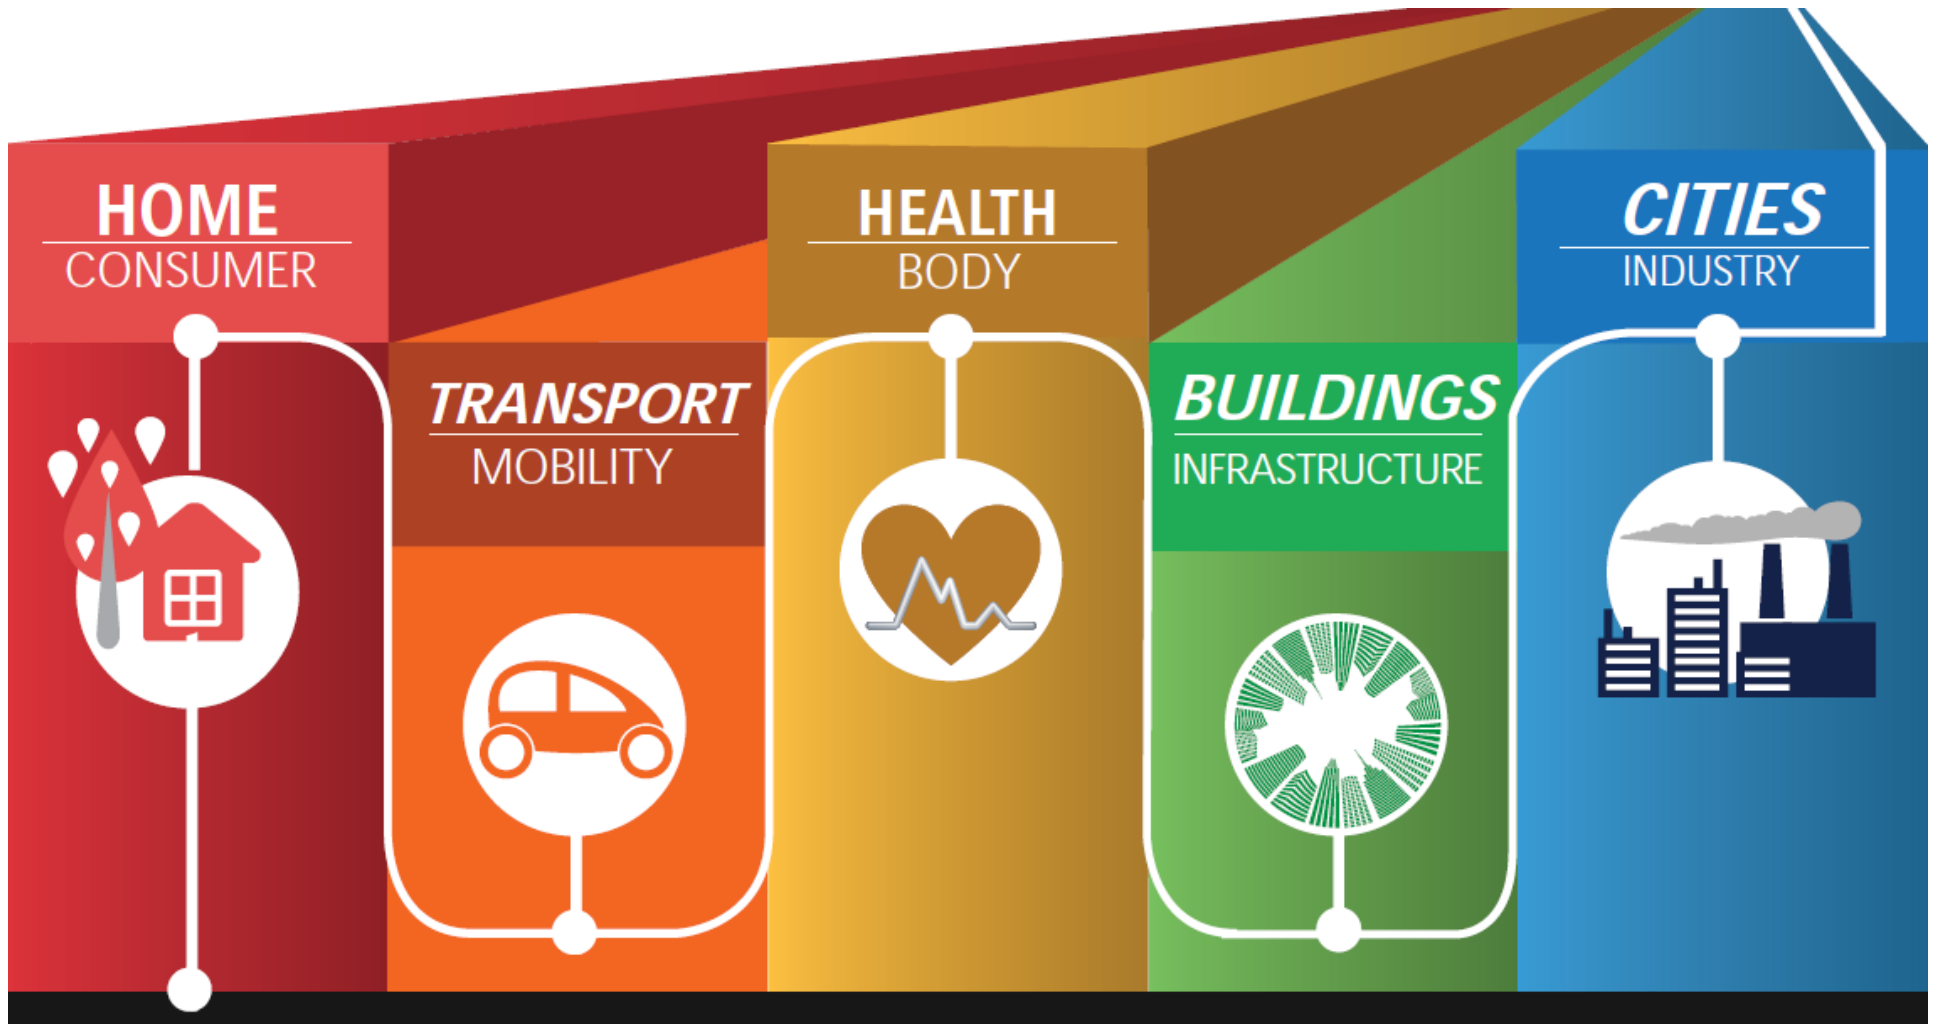 HOME
CONSUMER
TRANSPORT
MOBILITY
HEALTH
BODY
BUILDINGS
INFRASTRUCTURE
CITIES
INDUSTRY